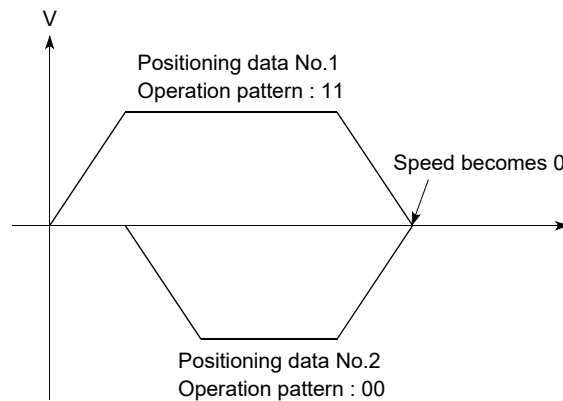 V
Positioning data No.1
Operation pattern : 11
Speed becomes 0
Positioning data No.2
Operation pattern : 00